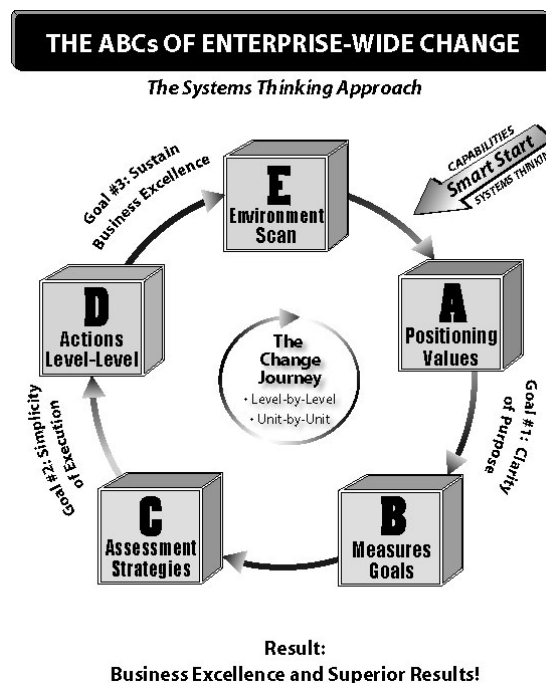 THE ABCs OF ENTERPRISE-WIDE CHANGE
The Systems Thinking Approach
Goal #3: Sustain
Business Excellence
E
Environment
Scan
CAPABILITIES
Smart Start
SYSTEMS THINKIN
D
Actions
Level-Level
A
Positioning
Values
The
Change
Journey
• Level-by-Level
• Unit-by-Unit
Goal #1: Clarity
of Purpose
Goal #2: Simplicity
of Execution
C
Assessment
Strategies
B
Measures
Goals
Result:
Business Excellence and Superior Results!